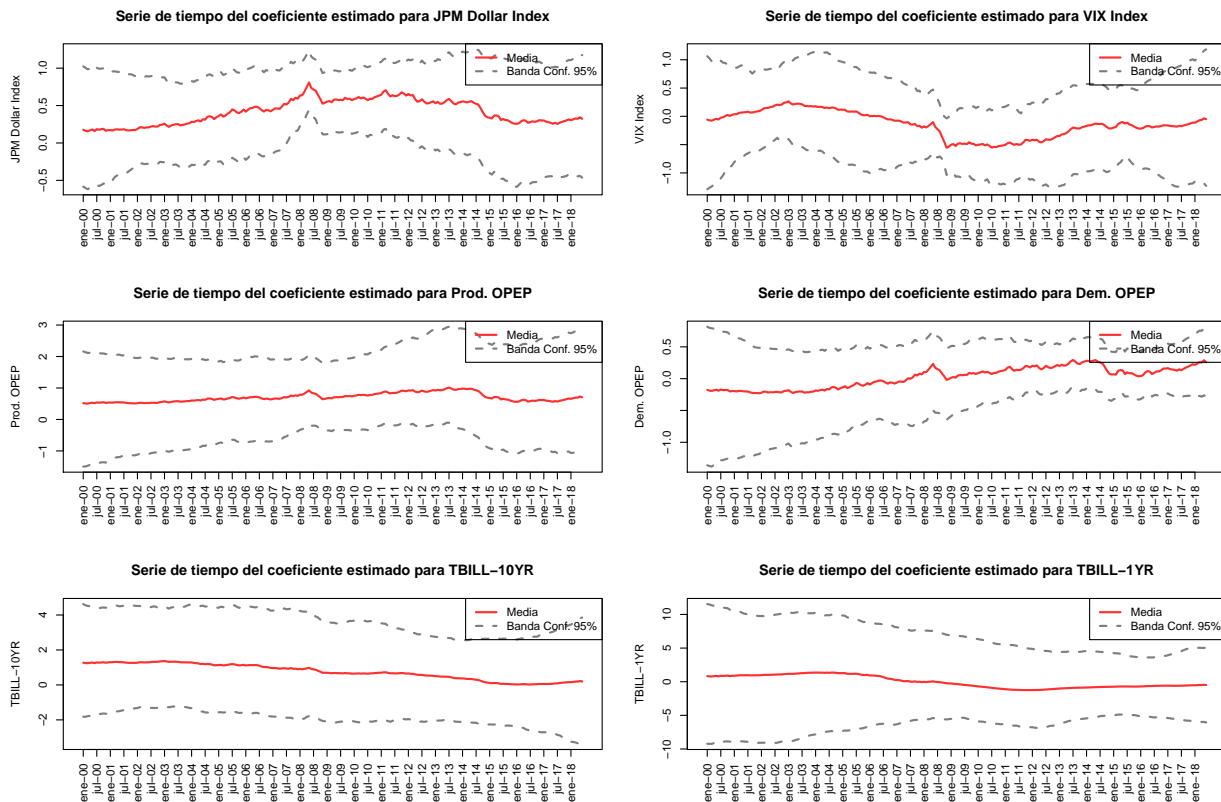 Serie de tiempo del coeficiente estimado para JPM Dollar Index
JPM Dollar Index
1.0
0.5
0.0
−0.5
Media
Banda Conf. 95%
ene−00 jul−00 ene−01 jul−01 ene−02 jul−02 ene−03 jul−03 ene−04 jul−04 ene−05 jul−05 ene−06 jul−06 ene−07 jul−07 ene−08 jul−08 ene−09 jul−09 ene−10 jul−10 ene−11 jul−11 ene−12 jul−12 ene−13 jul−13 ene−14 jul−14 ene−15 jul−15 ene−16 jul−16 ene−17 jul−17 ene−18
Serie de tiempo del coeficiente estimado para VIX Index
VIX Index
1.0
0.0
−1.0
Media
Banda Conf. 95%
ene−00 jul−00 ene−01 jul−01 ene−02 jul−02 ene−03 jul−03 ene−04 jul−04 ene−05 jul−05 ene−06 jul−06 ene−07 jul−07 ene−08 jul−08 ene−09 jul−09 ene−10 jul−10 ene−11 jul−11 ene−12 jul−12 ene−13 jul−13 ene−14 jul−14 ene−15 jul−15 ene−16 jul−16 ene−17 jul−17 ene−18
Serie de tiempo del coeficiente estimado para Prod. OPEP
Prod. OPEP
3
2
1
0
−1
Media
Banda Conf. 95%
ene−00 jul−00 ene−01 jul−01 ene−02 jul−02 ene−03 jul−03 ene−04 jul−04 ene−05 jul−05 ene−06 jul−06 ene−07 jul−07 ene−08 jul−08 ene−09 jul−09 ene−10 jul−10 ene−11 jul−11 ene−12 jul−12 ene−13 jul−13 ene−14 jul−14 ene−15 jul−15 ene−16 jul−16 ene−17 jul−17 ene−18
Serie de tiempo del coeficiente estimado para Dem. OPEP
Dem. OPEP
0.5
0.0
−1.0
Media
Banda Conf. 95%
ene−00 jul−00 ene−01 jul−01 ene−02 jul−02 ene−03 jul−03 ene−04 jul−04 ene−05 jul−05 ene−06 jul−06 ene−07 jul−07 ene−08 jul−08 ene−09 jul−09 ene−10 jul−10 ene−11 jul−11 ene−12 jul−12 ene−13 jul−13 ene−14 jul−14 ene−15 jul−15 ene−16 jul−16 ene−17 jul−17 ene−18
Serie de tiempo del coeficiente estimado para TBILL−10YR
TBILL−10YR
4
2
0
−2
Media
Banda Conf. 95%
ene−00 jul−00 ene−01 jul−01 ene−02 jul−02 ene−03 jul−03 ene−04 jul−04 ene−05 jul−05 ene−06 jul−06 ene−07 jul−07 ene−08 jul−08 ene−09 jul−09 ene−10 jul−10 ene−11 jul−11 ene−12 jul−12 ene−13 jul−13 ene−14 jul−14 ene−15 jul−15 ene−16 jul−16 ene−17 jul−17 ene−18
Serie de tiempo del coeficiente estimado para TBILL−1YR
TBILL−1YR
10
5
0
−5
−10
Media
Banda Conf. 95%
ene−00 jul−00 ene−01 jul−01 ene−02 jul−02 ene−03 jul−03 ene−04 jul−04 ene−05 jul−05 ene−06 jul−06 ene−07 jul−07 ene−08 jul−08 ene−09 jul−09 ene−10 jul−10 ene−11 jul−11 ene−12 jul−12 ene−13 jul−13 ene−14 jul−14 ene−15 jul−15 ene−16 jul−16 ene−17 jul−17 ene−18